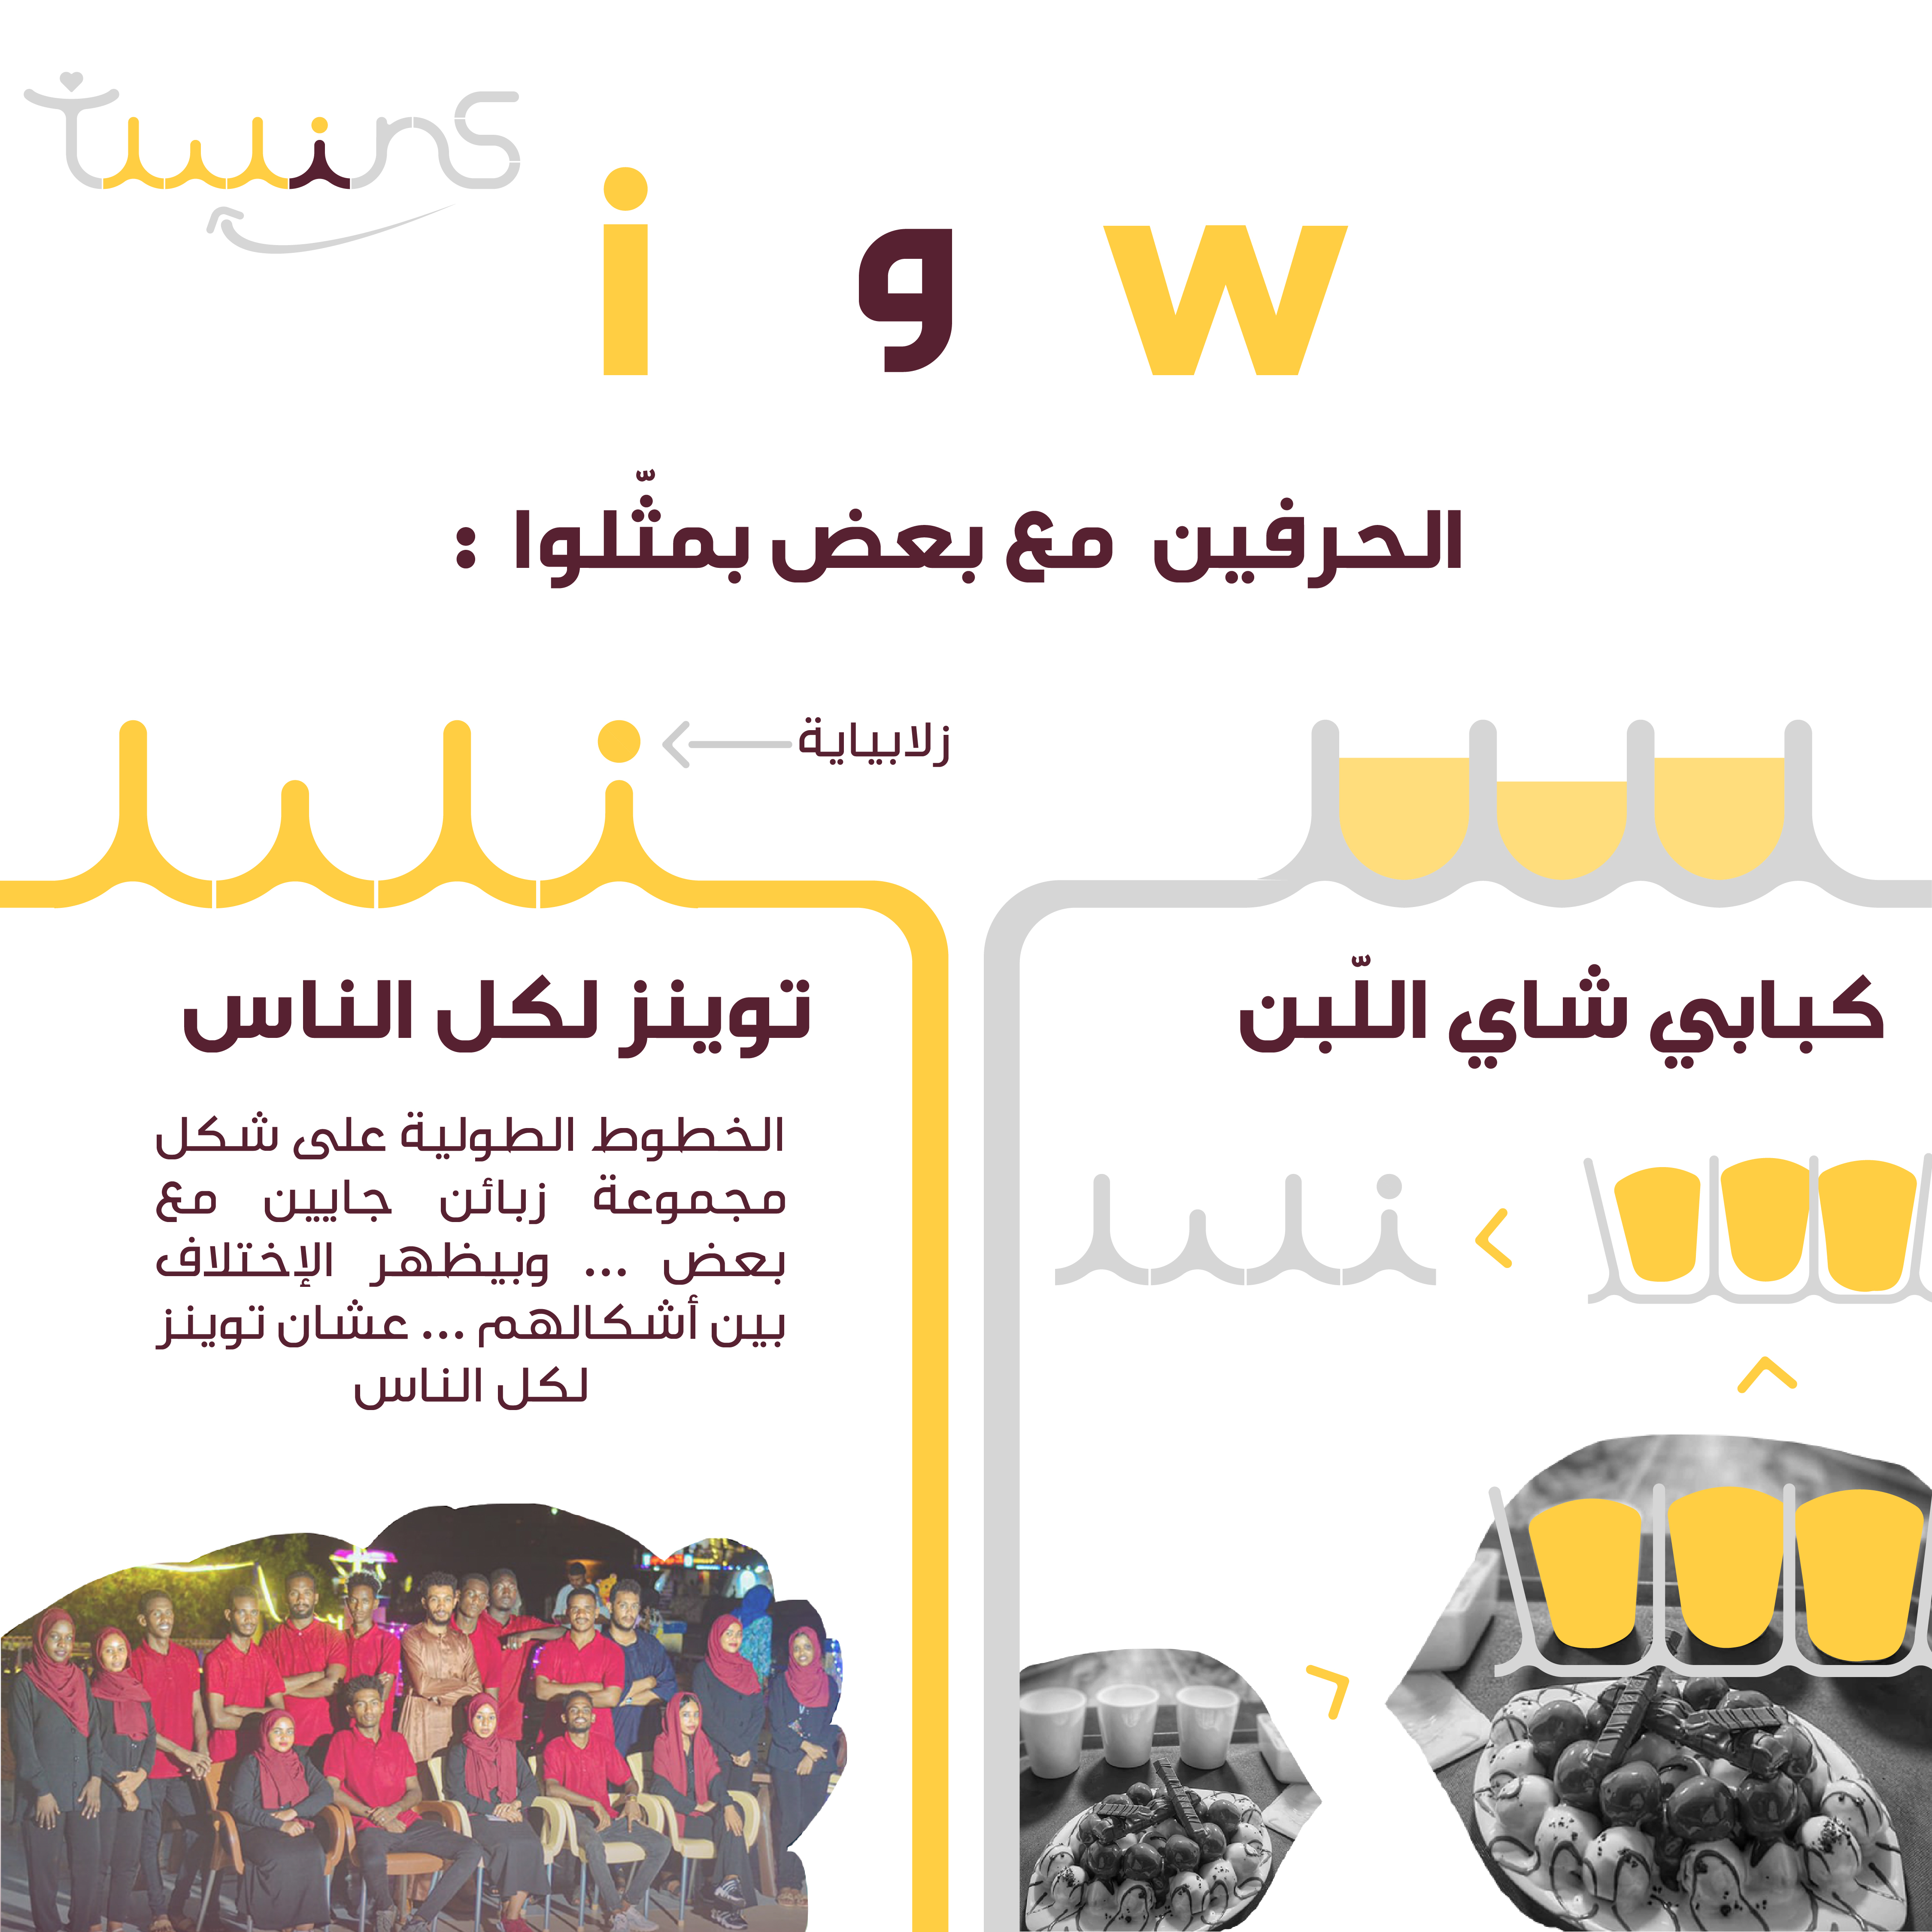 twins
w و i
الحرفين مع بعض بمثّلوا :
زلابياية
كبابي شاي اللّبن
توينز لكل الناس
الخطوط الطولية على شكل
مجموعة زبائن جايين مع
بعض ... وبيظهر الإختلاف
بين أشكالهم ... عشان توينز
لكل الناس